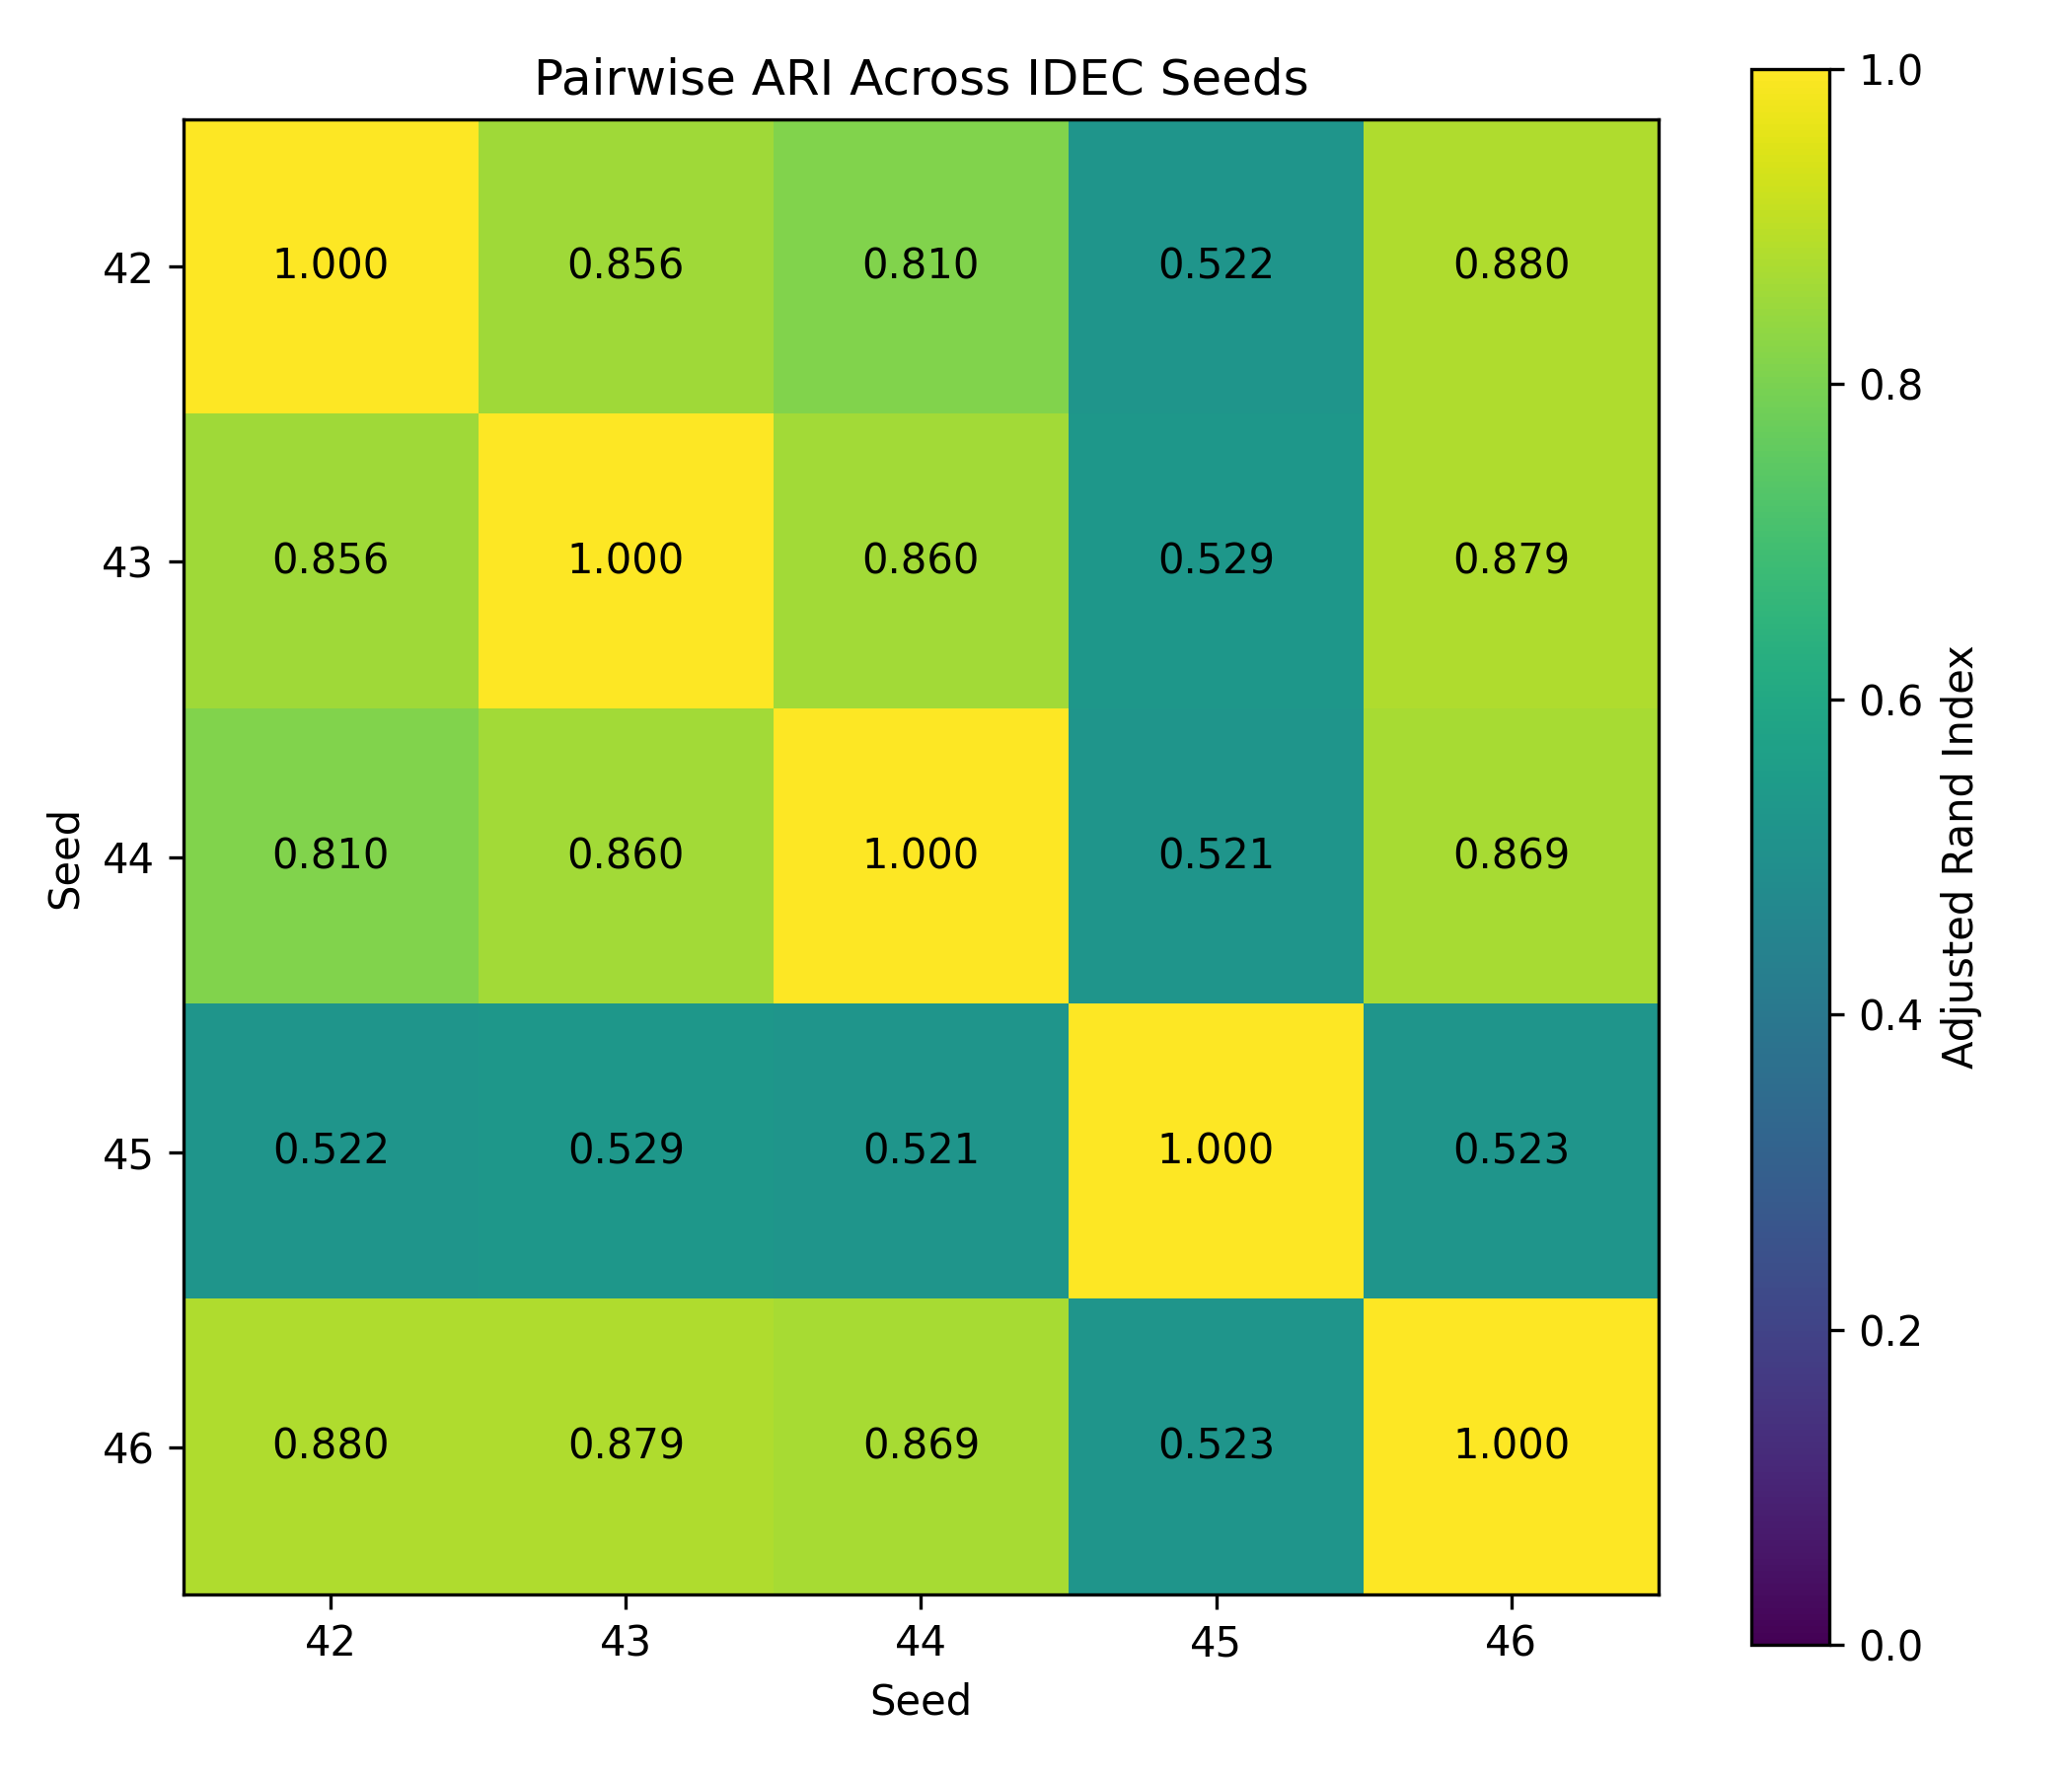 Pairwise ARI Across IDEC Seeds
42 1.000 0.856 0.810 0.522 0.880
43 0.856 1.000 0.860 0.529 0.879
44 0.810 0.860 1.000 0.521 0.869
45 0.522 0.529 0.521 1.000 0.523
46 0.880 0.879 0.869 0.523 1.000
42 43 44 45 46
Seed
Seed
1.0
0.8
0.6
0.4
0.2
0.0
Adjusted Rand Index